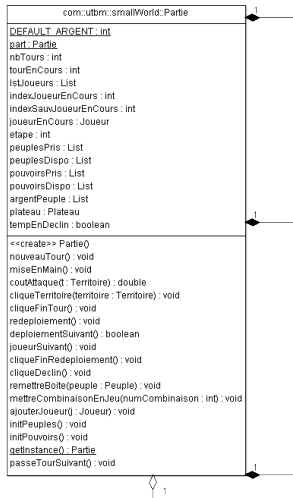 com::utbm::smallWorld::Partie
1
DEFAULT_ARGENT : int
part : Partie
nbTours : int
tourEnCours : int
lstJoueurs : List
indexJoueurEnCours : int
indexSauvJoueurEnCours : int
joueurEnCours : Joueur
etape : int
peuplesPris : List
peuplesDispo : List
pouvoirsPris : List
pouvoirsDispo : List
argentPeuple : List
plateau : Plateau
tempEnDeclin : boolean
1
<<create>> Partie()
nouveauTour() : void
miseEnMain() : void
coutAttaque(t : Territoire) : double
cliqueTerritoire(territoire : Territoire) : void
cliqueFinTour() : void
redeploiement() : void
deploiementSuivant() : boolean
joueurSuivant() : void
cliqueFinRedeploiement() : void
cliqueDeclin() : void
remettreBoite(peuple : Peuple) : void
mettreCombinaisonEnJeu(numCombinaison : int) : void
ajouterJoueur(j : Joueur) : void
initPeuples() : void
initPouvoirs() : void
getInstance() : Partie
passeTourSuivant() : void
1
1